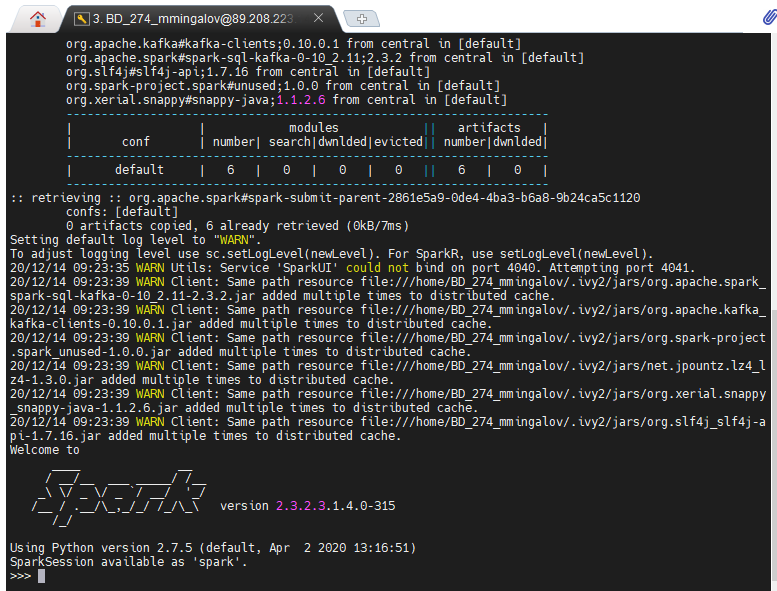 3. BD_274_mmingalov@89.208.223
org.apache.kafka#kafka-clients;0.10.0.1 from central in [default]
org.apache.spark#spark-sql-kafka-0-10_2.11;2.3.2 from central in [default]
org.slf4j#slf4j-api;1.7.16 from central in [default]
org.spark-project.spark#unused;1.0.0 from central in [default]
org.xerial.snappy#snappy-java;1.1.2.6 from central in [default]
---------------------------------------------------------------------
|                  |            modules            ||   artifacts   |
|       conf       | number| search|dwnlded|evicted|| number|dwnlded|
---------------------------------------------------------------------
|      default     |   6   |   0   |   0   |   0   ||   6   |   0   |
---------------------------------------------------------------------
:: retrieving :: org.apache.spark#spark-submit-parent-2861e5a9-0de4-4ba3-b6a8-9b24ca5c1120
confs: [default]
0 artifacts copied, 6 already retrieved (0kB/7ms)
Setting default log level to "WARN".
To adjust logging level use sc.setLogLevel(newLevel). For SparkR, use setLogLevel(newLevel).
20/12/14 09:23:35 WARN Utils: Service 'SparkUI' could not bind on port 4040. Attempting port 4041.
20/12/14 09:23:39 WARN Client: Same path resource file:///home/BD_274_mmingalov/.ivy2/jars/org.apache.spark_
spark-sql-kafka-0-10_2.11-2.3.2.jar added multiple times to distributed cache.
20/12/14 09:23:39 WARN Client: Same path resource file:///home/BD_274_mmingalov/.ivy2/jars/org.apache.kafka_
kafka-clients-0.10.0.1.jar added multiple times to distributed cache.
20/12/14 09:23:39 WARN Client: Same path resource file:///home/BD_274_mmingalov/.ivy2/jars/org.spark-project
.spark_unused-1.0.0.jar added multiple times to distributed cache.
20/12/14 09:23:39 WARN Client: Same path resource file:///home/BD_274_mmingalov/.ivy2/jars/net.jpountz.lz4_l
z4-1.3.0.jar added multiple times to distributed cache.
20/12/14 09:23:39 WARN Client: Same path resource file:///home/BD_274_mmingalov/.ivy2/jars/org.xerial.snappy
_snappy-java-1.1.2.6.jar added multiple times to distributed cache.
20/12/14 09:23:39 WARN Client: Same path resource file:///home/BD_274_mmingalov/.ivy2/jars/org.slf4j_slf4j-a
pi-1.7.16.jar added multiple times to distributed cache.
Welcome to
      ____              __
     / __/__  ___ _____/ /__
    _\ \/ _ \/ _ `/ __/  '_/
   /__ / .__/\_,_/_/ /_/\_\   version 2.3.2.3.1.4.0-315
      /_/
Using Python version 2.7.5 (default, Apr  2 2020 13:16:51)
SparkSession available as 'spark'.
>>>